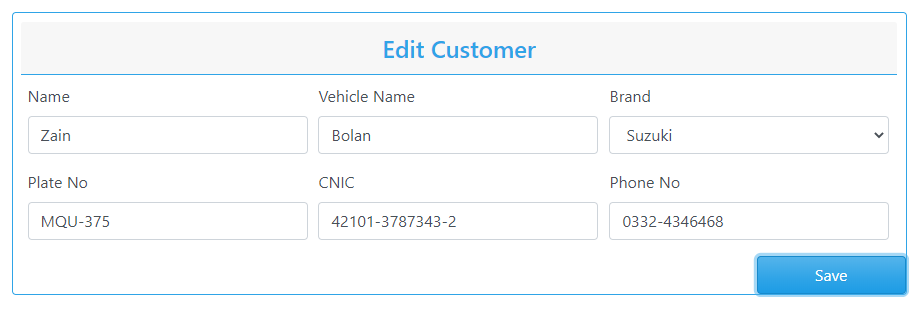 Edit Customer
Name Vehicle Name Brand
Zain Bolan Suzuki
Plate No CNIC Phone No
MQU-375 42101-3787343-2 0332-4346468
Save